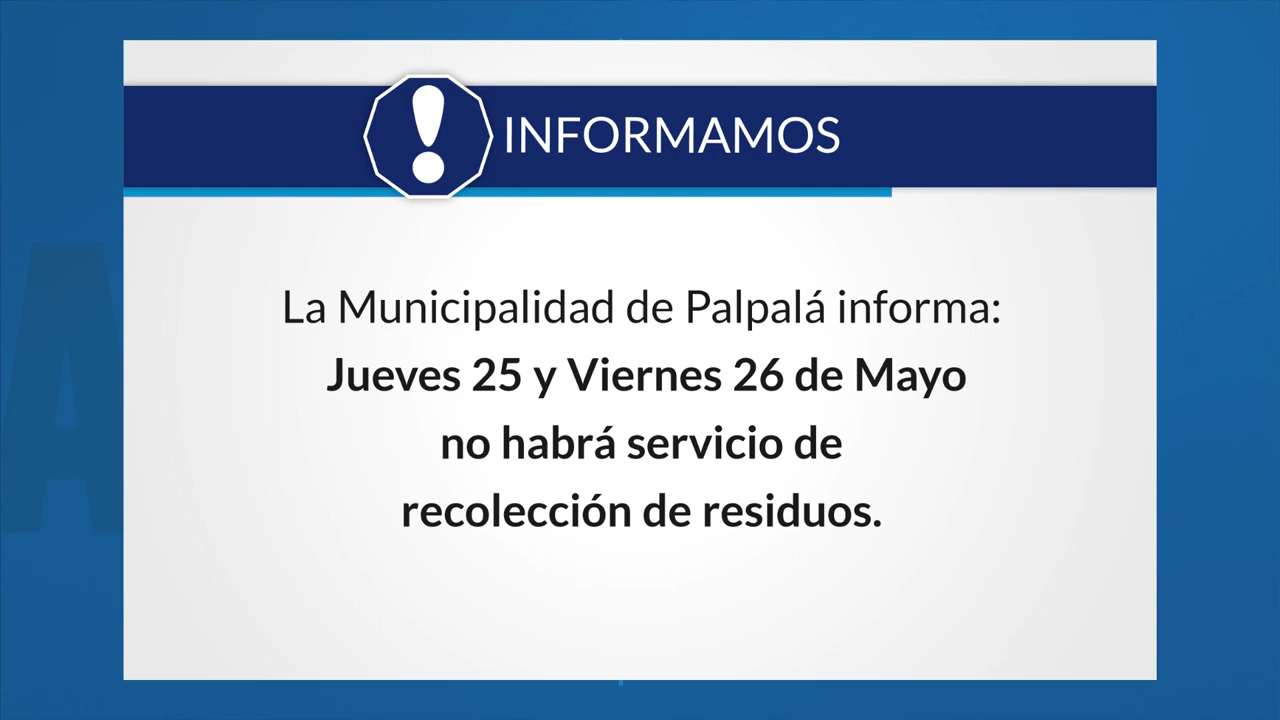 INFORMAMOS
La Municipalidad de Palpalá informa:
Jueves 25 y Viernes 26 de Mayo
no habrá servicio de
recolección de residuos.